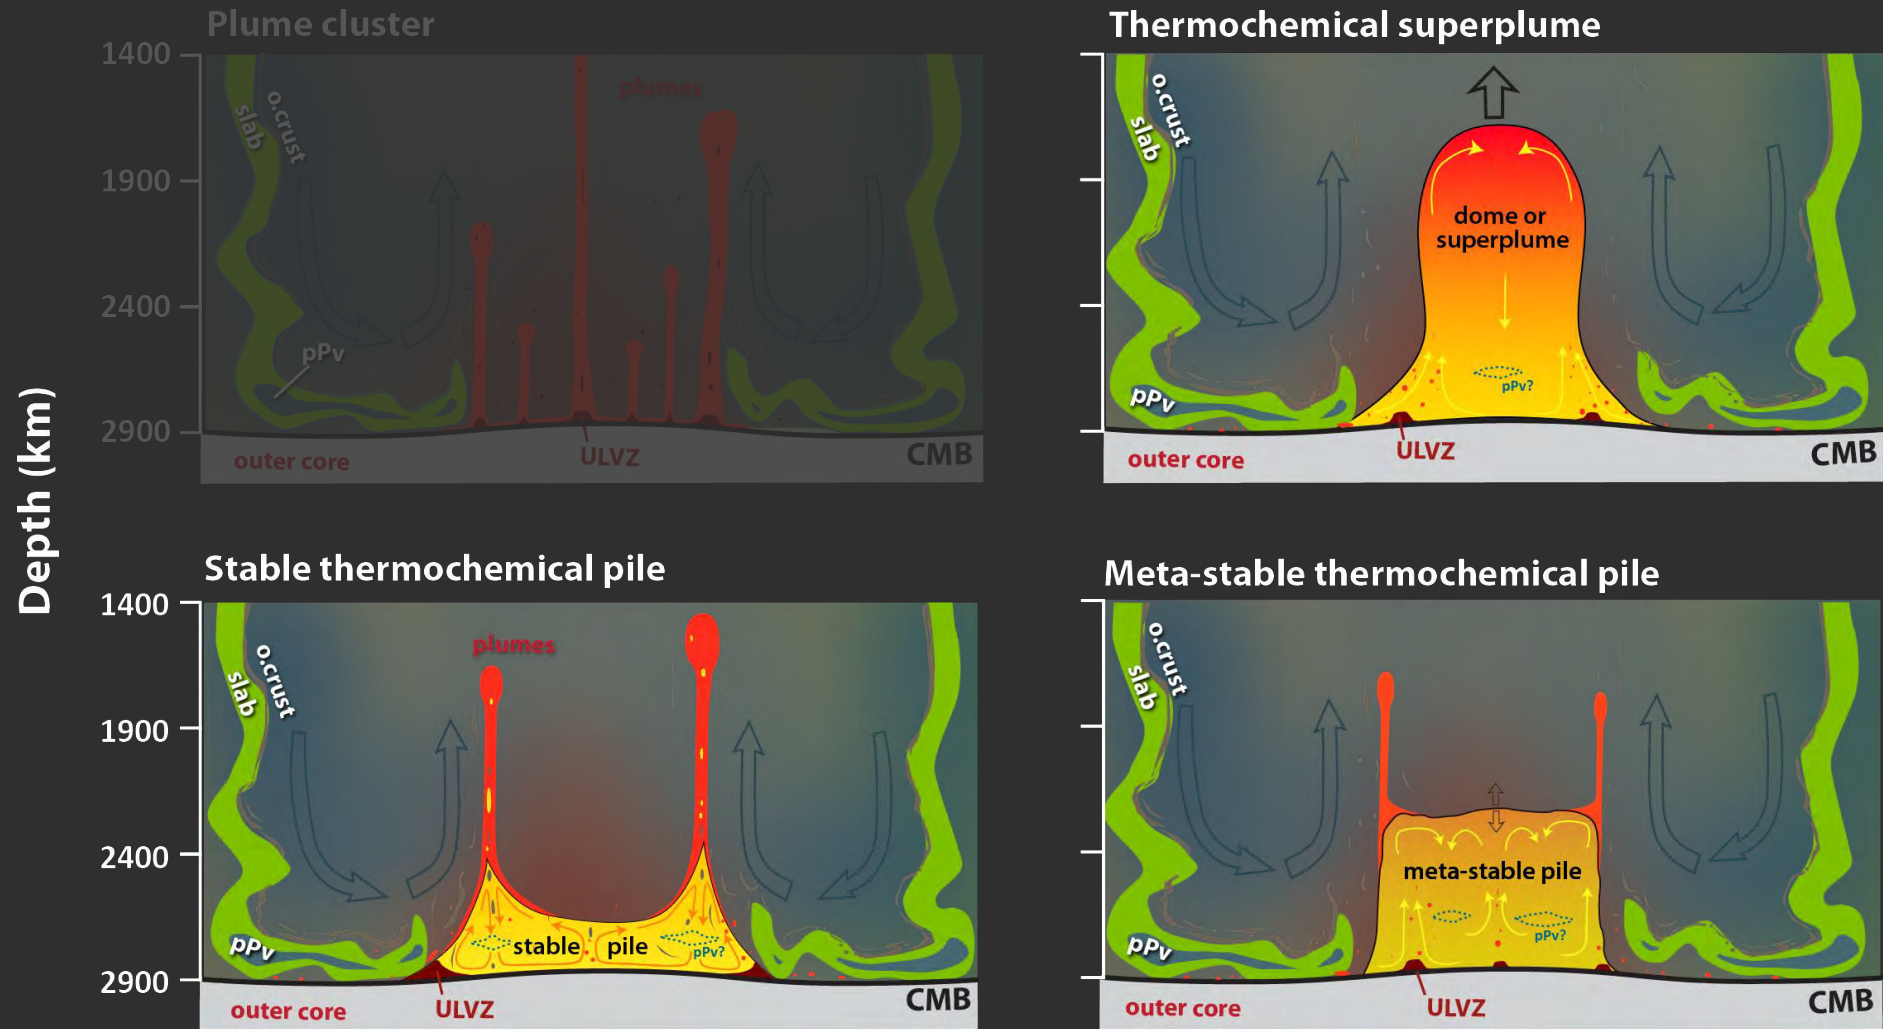 Plume cluster
1400
1900
2400
2900
slab
o.crust
plumes
pPv
ULVZ
outer core
CMB
Thermochemical superplume
slab
o.crust
dome or
superplume
pPv?
pPv
ULVZ
outer core
CMB
Depth (km)
Stable thermochemical pile
1400
1900
2400
2900
slab
o.crust
plumes
pPv
stable pile
pPv?
ULVZ
outer core
CMB
Meta-stable thermochemical pile
slab
o.crust
meta-stable pile
pPv?
pPv
ULVZ
outer core
CMB